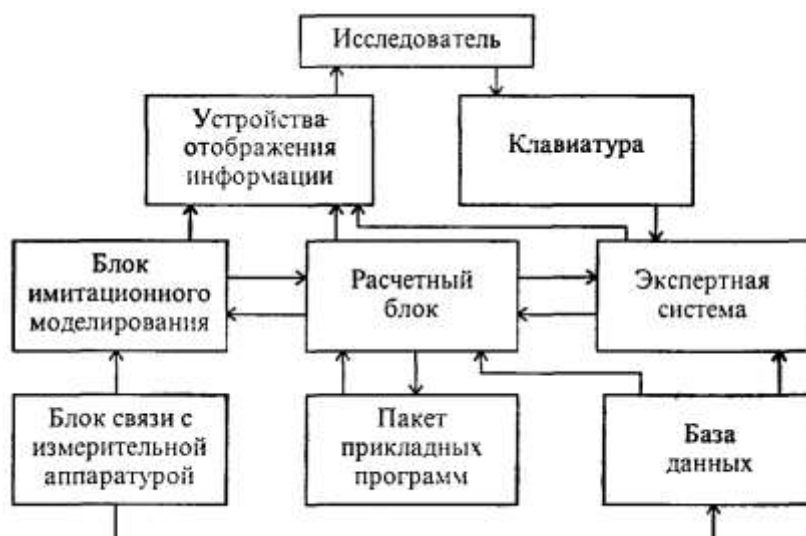 Исследователь
Устройства
отображения
информации
Клавиатура
Блок
имитационного
моделирования
Расчетный
блок
Экспертная
система
Блок связи с
измерительной
аппаратурой
Пакет
прикладных
программ
База
данных